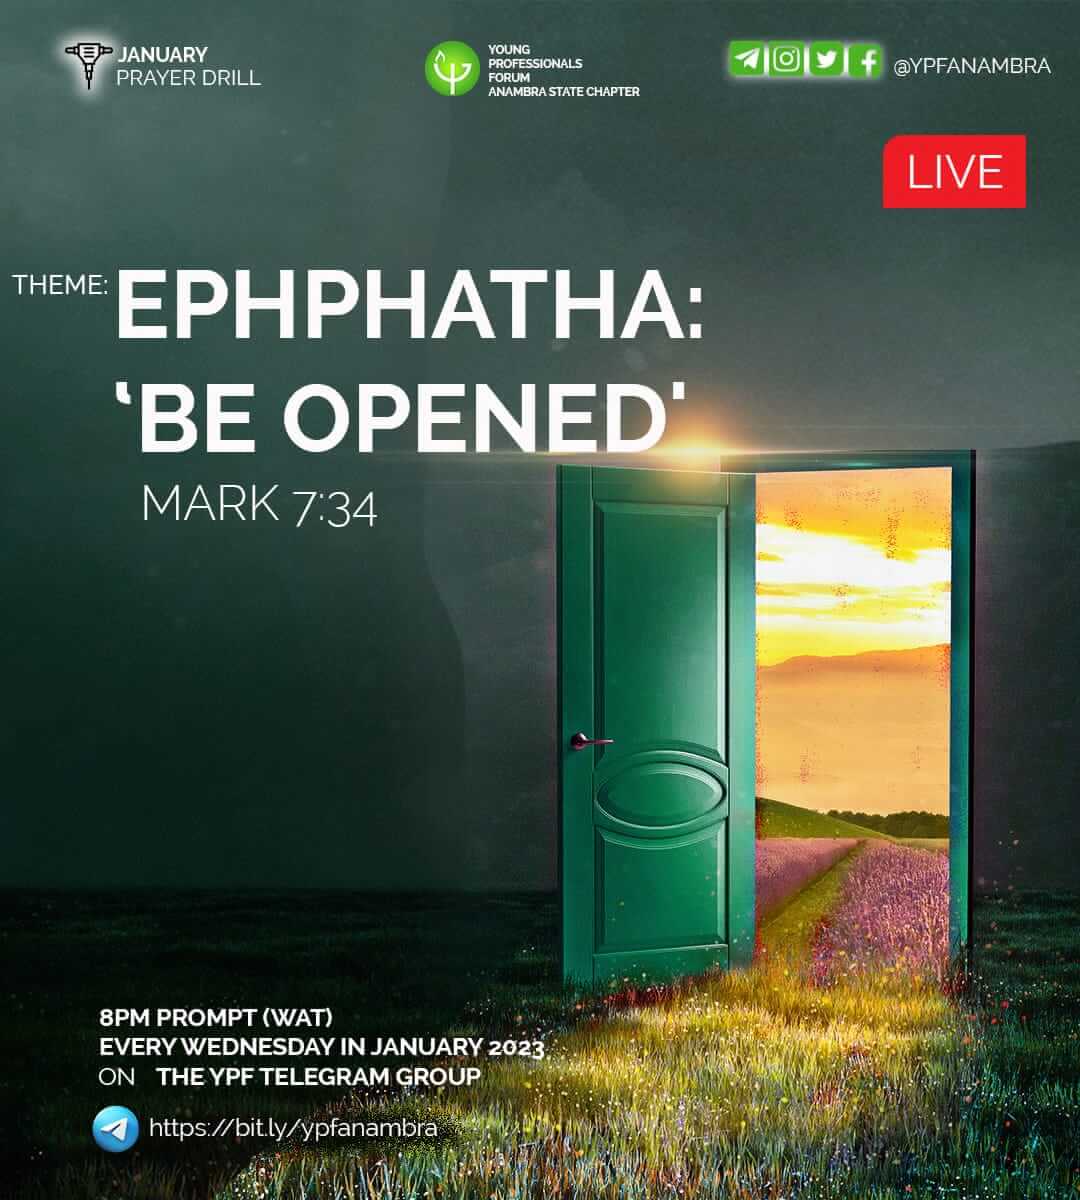 JANUARY
PRAYER DRILL
YOUNG
PROFESSIONALS
FORUM
ANAMBRA STATE CHAPTER
@YPFANAMBRA
LIVE
THEME: EPHPHATHA:
‘BE OPENED'
MARK 7:34
8PM PROMPT (WAT)
EVERY WEDNESDAY IN JANUARY 2023
ON THE YPF TELEGRAM GROUP
https://bit.ly/ypfanambra